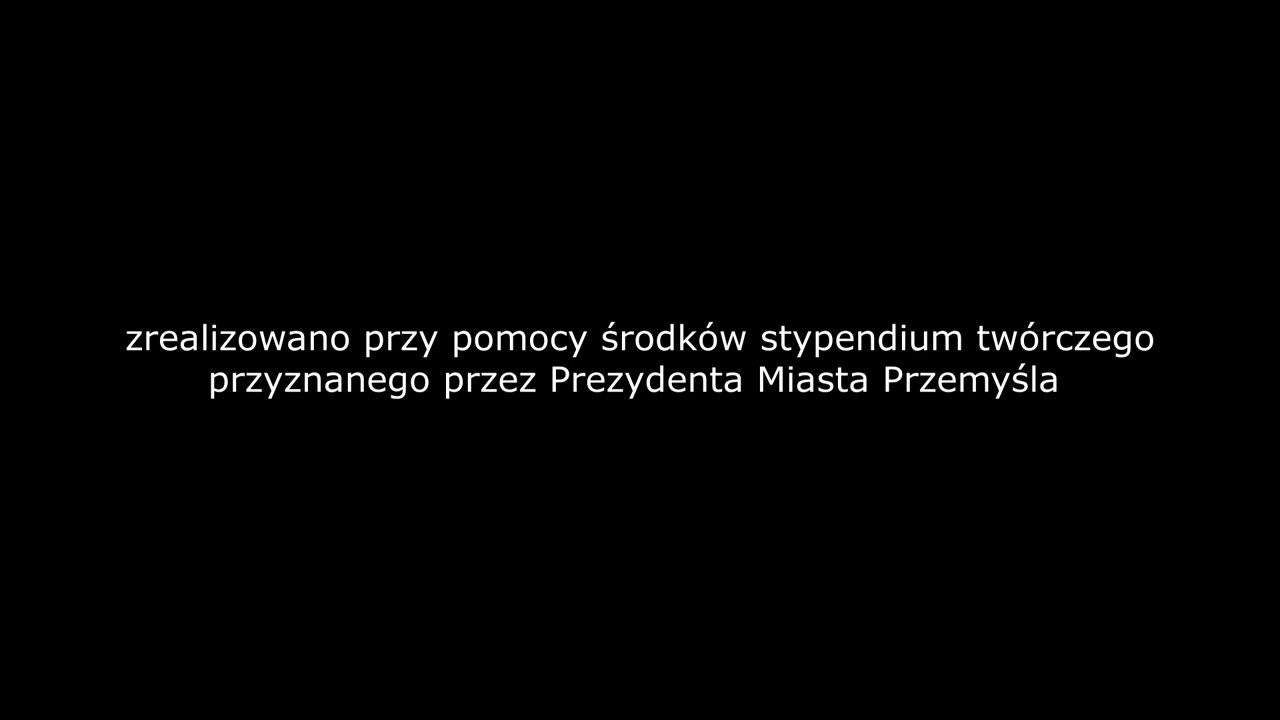 zrealizowano przy pomocy środków stypendium twórczego
przyznanego przez Prezydenta Miasta Przemyśla